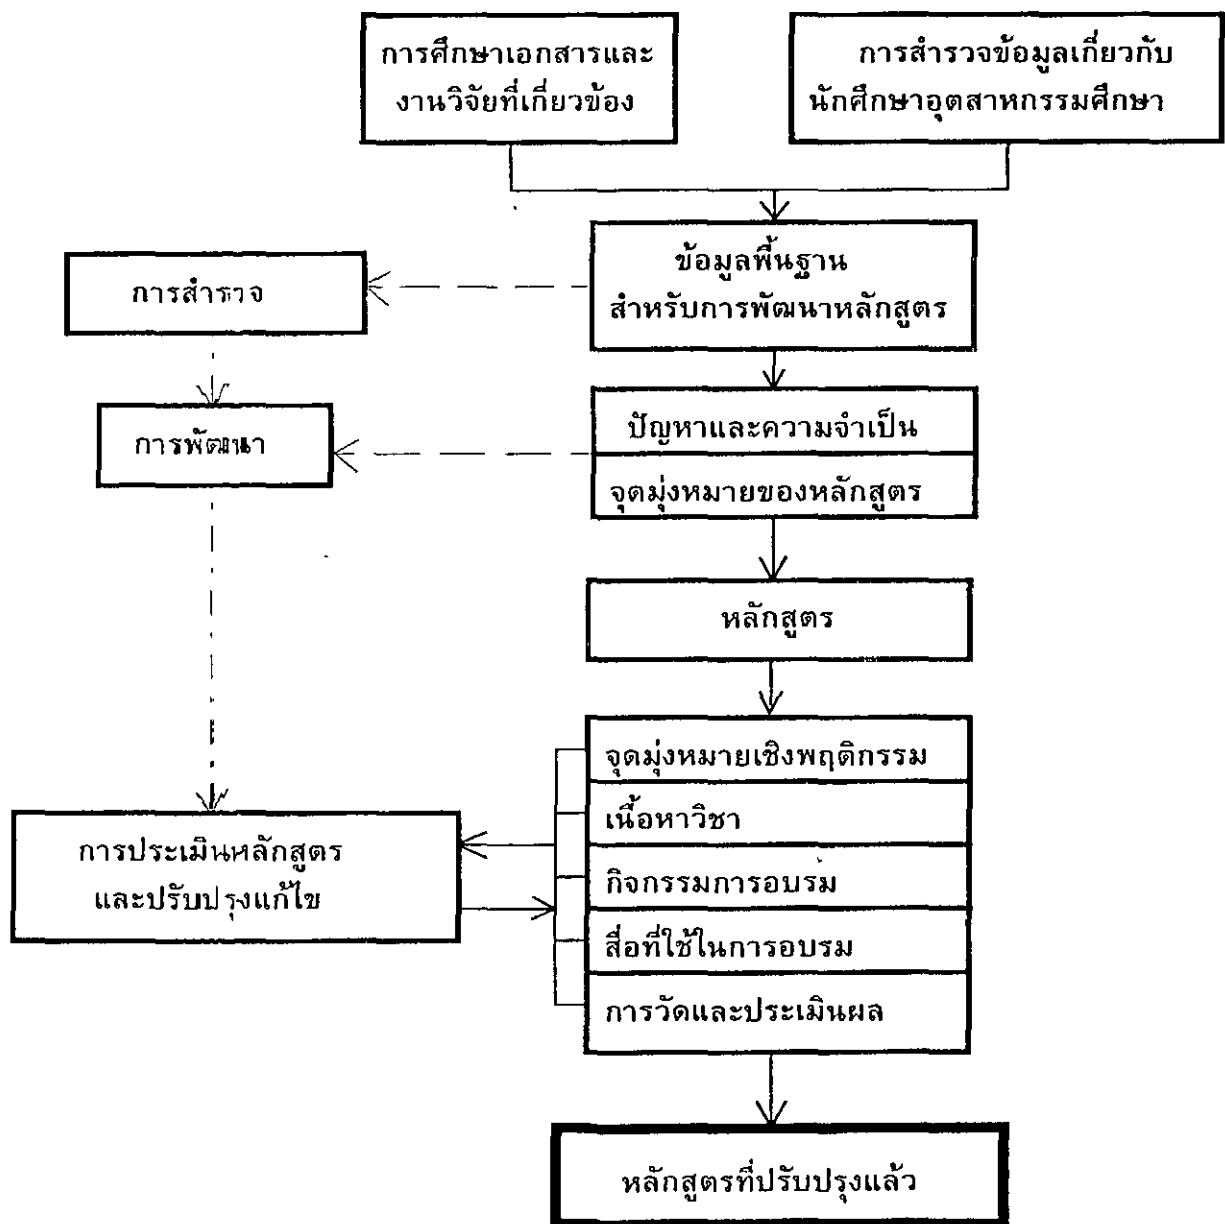 การศึกษาเอกสารและ
งานวิจัยที่เกี่ยวข้อง
การสำรวจข้อมูลเกี่ยวกับ
นักศึกษาอุตสาหกรรมศึกษา
ข้อมูลพื้นฐาน
สำหรับการพัฒนาหลักสูตร
การสำรวจ
การพัฒนา
ปัญหาและความจำเป็น
จุดมุ่งหมายของหลักสูตร
หลักสูตร
จุดมุ่งหมายเชิงพฤติกรรม
เนื้อหาวิชา
กิจกรรมการอบรม
สื่อที่ใช้ในการอบรม
การวัดและประเมินผล
การประเมินหลักสูตร
และปรับปรุงแก้ไข
หลักสูตรที่ปรับปรุงแล้ว